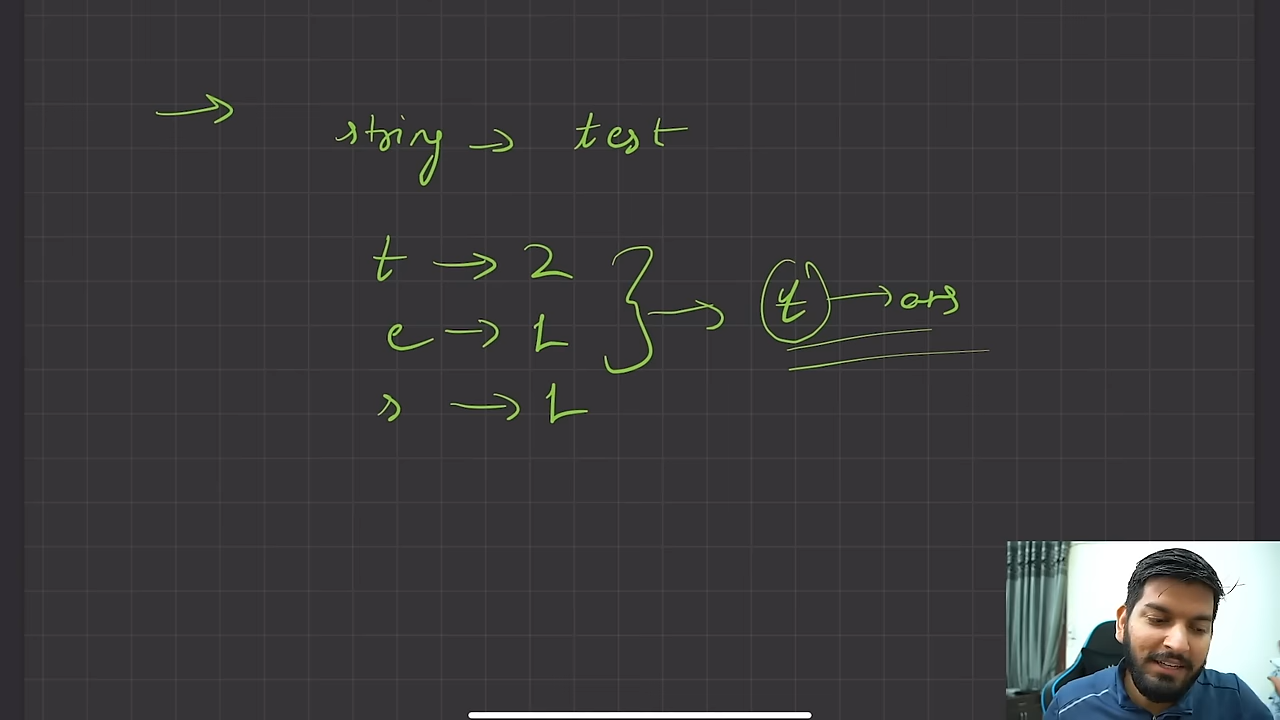 → string → test
t → 2
e → 1 } → t → ans
s → 1